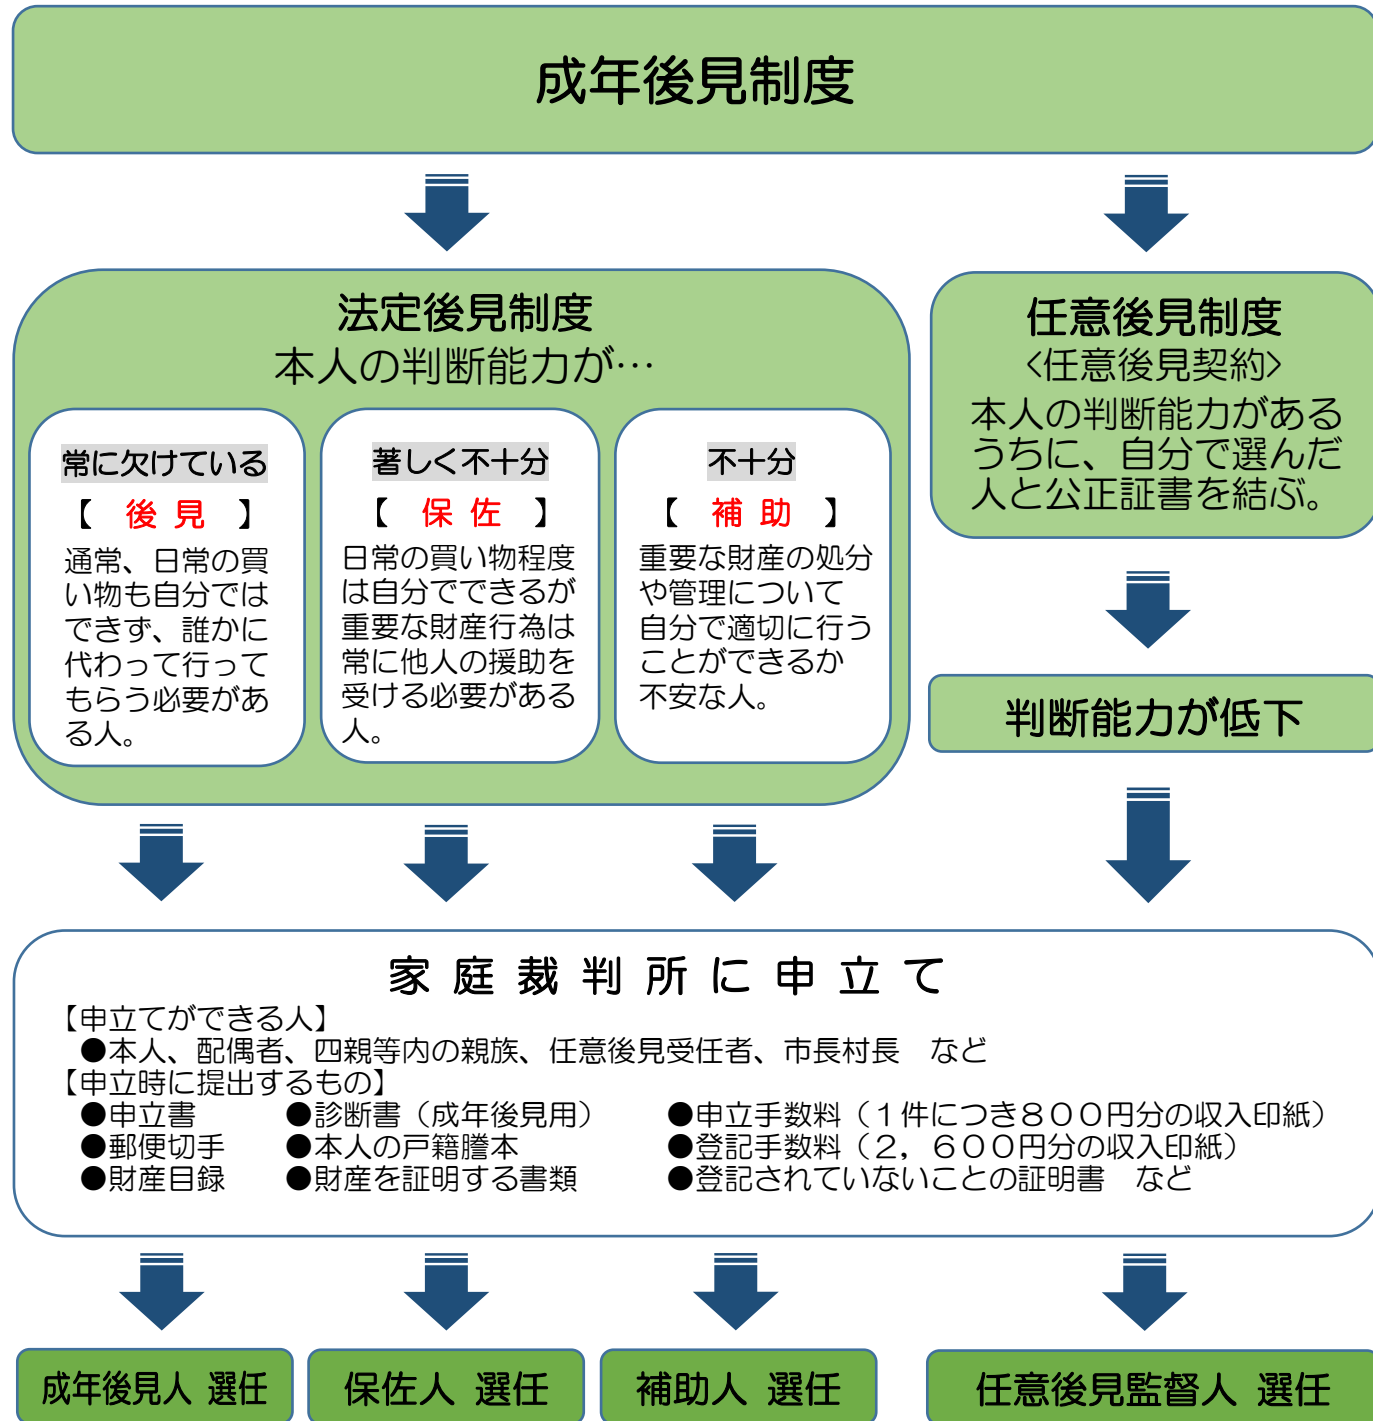 成年後見制度
法定後見制度
本人の判断能力が…
常に欠けている
【 後 見 】
通常、日常の買
い物も自分では
できず、誰かに
代わって行って
もらう必要があ
る人。
著しく不十分
【 保 佐 】
日常の買い物程度
は自分でできるが
重要な財産行為は
常に他人の援助を
受ける必要がある
人。
不十分
【 補 助 】
重要な財産の処分
や管理について
自分で適切に行う
ことができるか
不安な人。
任意後見制度
<任意後見契約>
本人の判断能力がある
うちに、自分で選んだ
人と公正証書を結ぶ。
判断能力が低下
家 庭 裁 判 所 に 申 立 て
【申立てができる人】
●本人、配偶者、四親等内の親族、任意後見受任者、市長村長 など
【申立時に提出するもの】
●申立書 ●診断書（成年後見用） ●申立手数料（１件につき８００円分の収入印紙）
●郵便切手 ●本人の戸籍謄本 ●登記手数料（２，６００円分の収入印紙）
●財産目録 ●財産を証明する書類 ●登記されていないことの証明書 など
成年後見人 選任
保佐人 選任
補助人 選任
任意後見監督人 選任